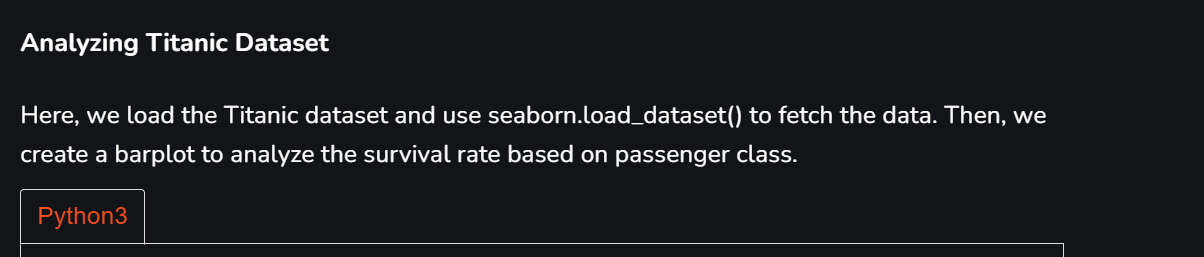 Analyzing Titanic Dataset
Here, we load the Titanic dataset and use seaborn.load_dataset() to fetch the data. Then, we
create a barplot to analyze the survival rate based on passenger class.
Python3